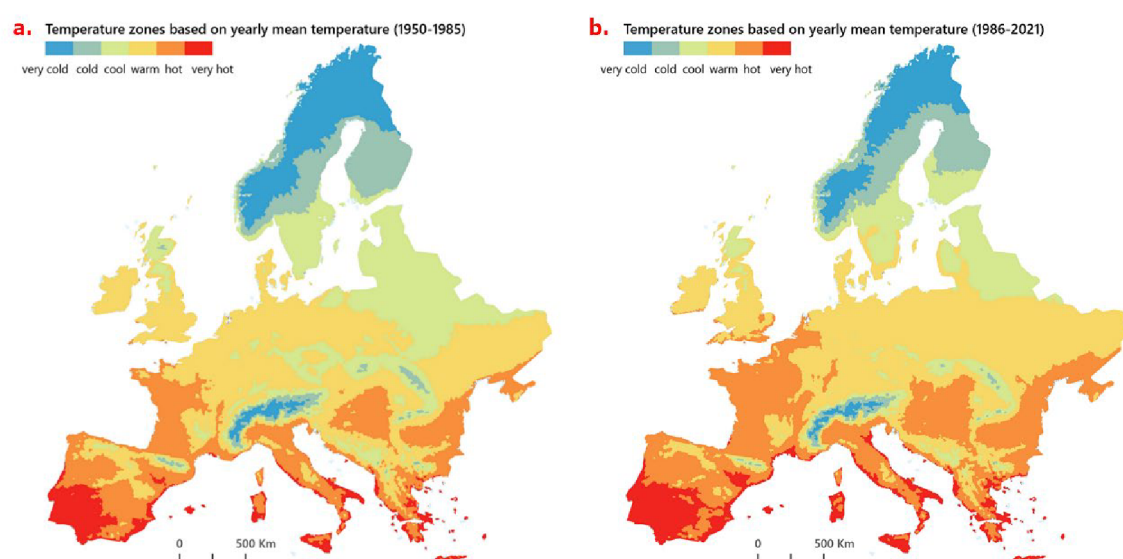 a. Temperature zones based on yearly mean temperature (1950-1985)
very cold cold cool warm hot very hot
0 500 Km
b. Temperature zones based on yearly mean temperature (1986-2021)
very cold cold cool warm hot very hot
0 500 Km